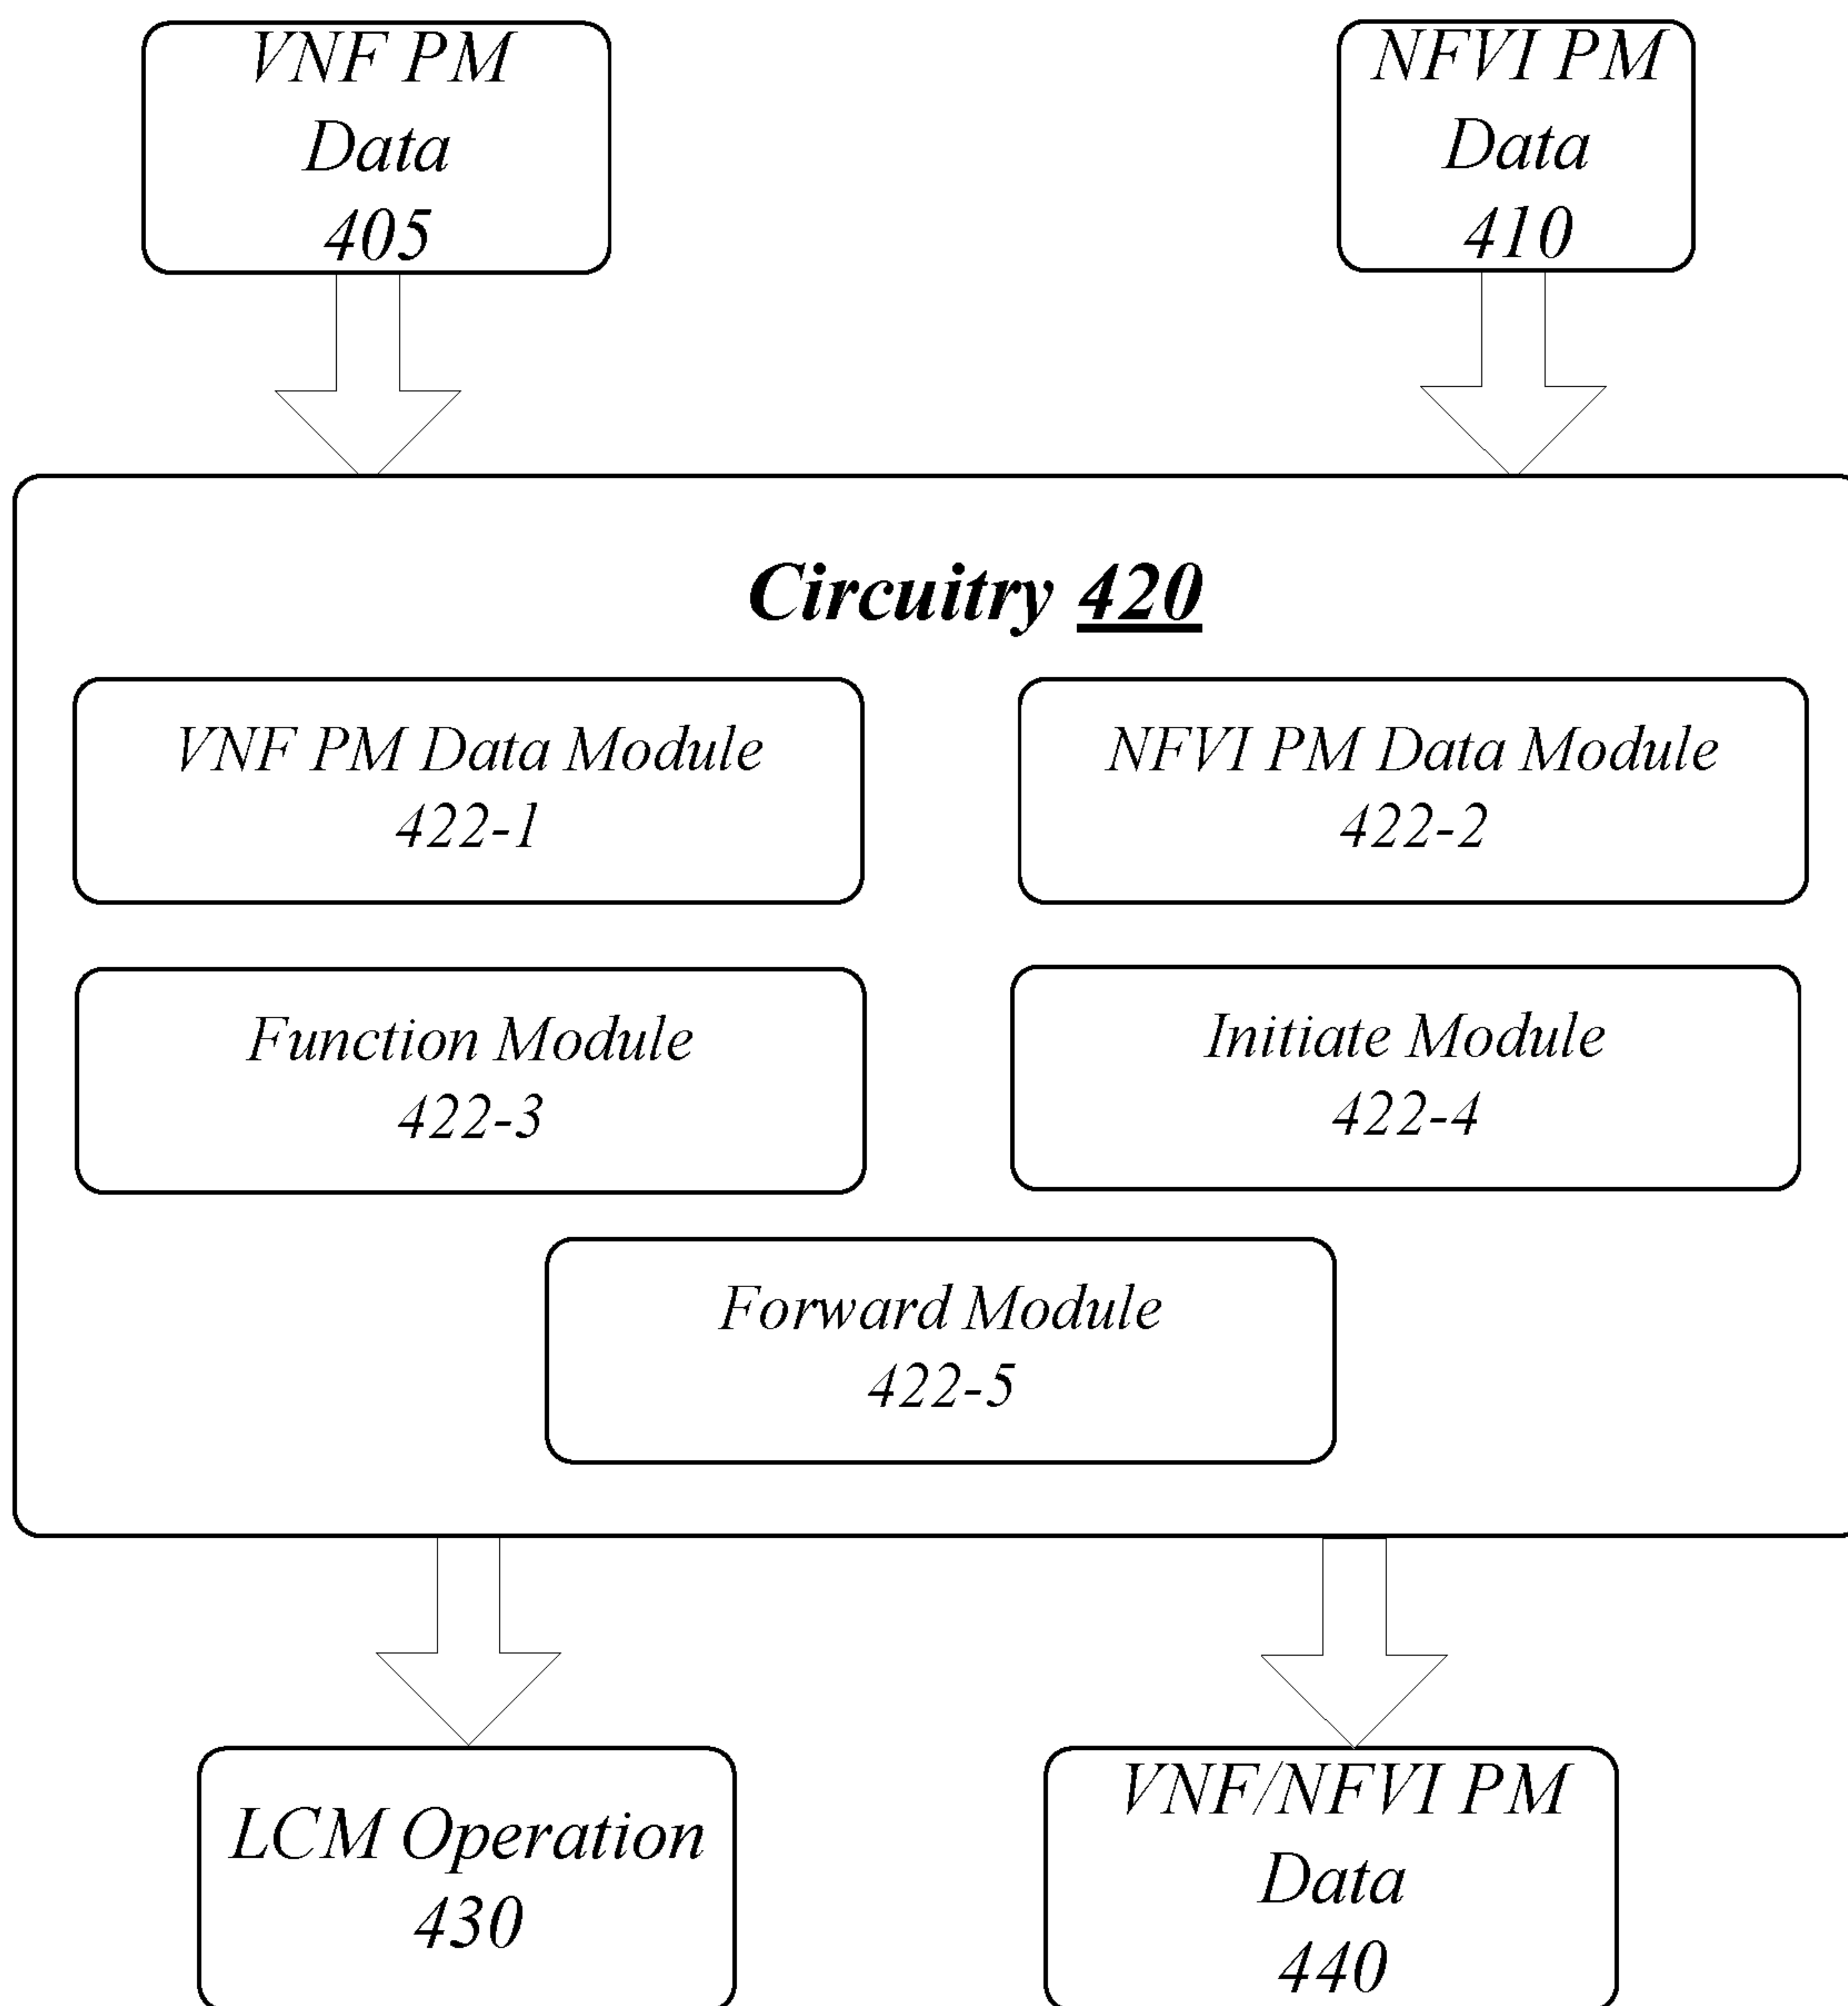 VNF PM
Data
405
NFVI PM
Data
410
Circuitry 420
VNF PM Data Module
422-1
NFVI PM Data Module
422-2
Function Module
422-3
Initiate Module
422-4
Forward Module
422-5
LCM Operation
430
VNF/NFVI PM
Data
440